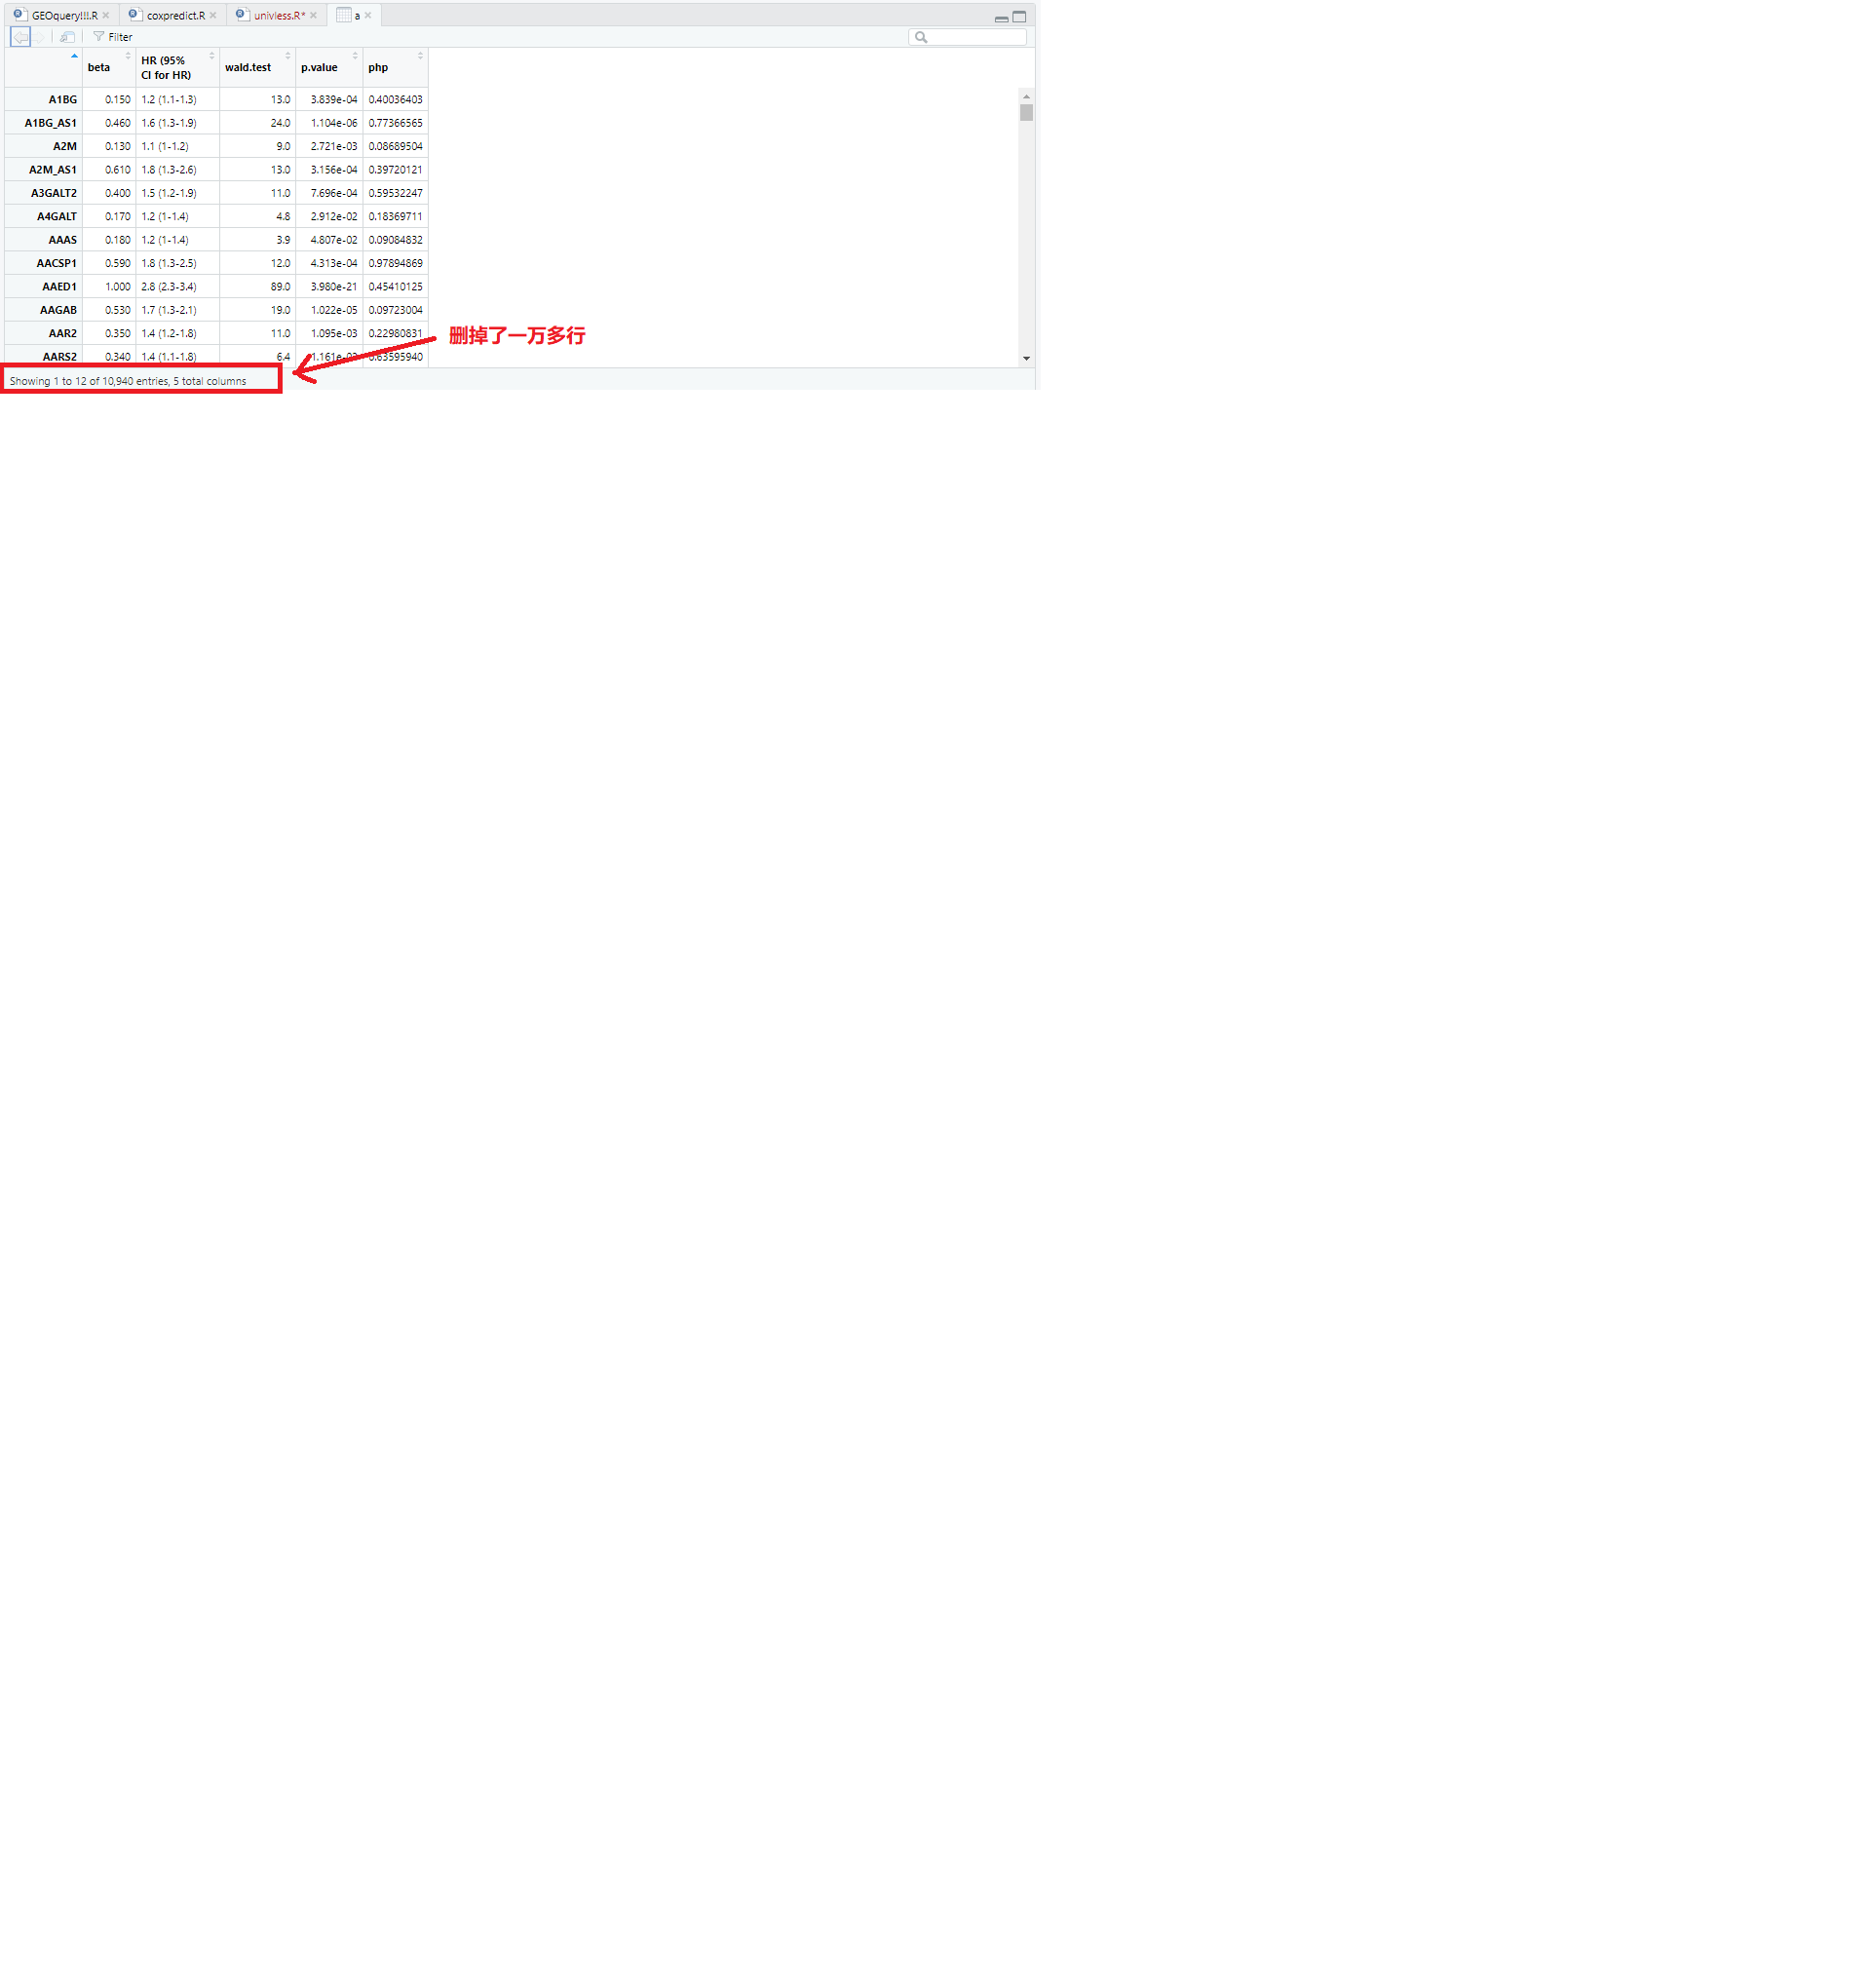 GEOquery!!!.R coxpredict.R univless.R* a
Filter
beta HR (95% CI for HR) wald.test p.value php
A1BG 0.150 1.2 (1.1-1.3) 13.0 3.839e-04 0.40036403
A1BG_AS1 0.460 1.6 (1.3-1.9) 24.0 1.104e-06 0.77366565
A2M 0.130 1.1 (1-1.2) 9.0 2.721e-03 0.08689504
A2M_AS1 0.610 1.8 (1.3-2.6) 13.0 3.156e-04 0.39720121
A3GALT2 0.400 1.5 (1.2-1.9) 11.0 7.696e-04 0.59532247
A4GALT 0.170 1.2 (1-1.4) 4.8 2.912e-02 0.18369711
AAAS 0.180 1.2 (1-1.4) 3.9 4.807e-02 0.09084832
AACSP1 0.590 1.8 (1.3-2.5) 12.0 4.313e-04 0.97894869
AAED1 1.000 2.8 (2.3-3.4) 89.0 3.980e-21 0.45410125
AAGAB 0.530 1.7 (1.3-2.1) 19.0 1.022e-05 0.09723004
AAR2 0.350 1.4 (1.2-1.8) 11.0 1.095e-03 0.22980831
删掉了一万多行
AARS2 0.340 1.4 (1.1-1.8) 6.4
Showing 1 to 12 of 10,940 entries, 5 total columns